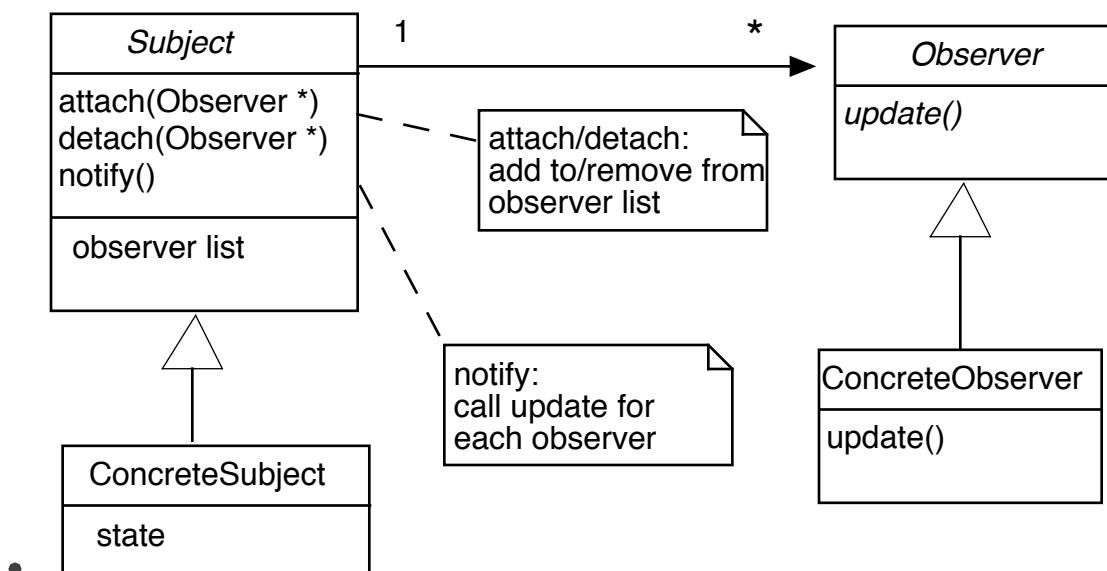 Subject
attach(Observer *)
detach(Observer *)
notify()
observer list
1
*
Observer
update()
attach/detach:
add to/remove from
observer list
notify:
call update for
each observer
ConcreteSubject
state
ConcreteObserver
update()